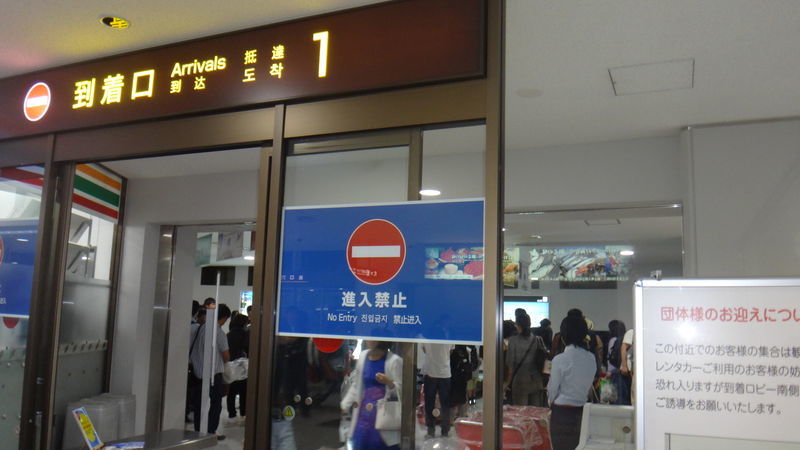 到着口 Arrivals 抵達 1
到达 도착
進入禁止
No Entry 진입금지 禁止进入
団体様のお迎えについ
この付近でのお客様の集合は観
レンタカーご利用のお客様の妨
恐れ入りますが到着ロビー南側
ご誘導をお願いいたします。